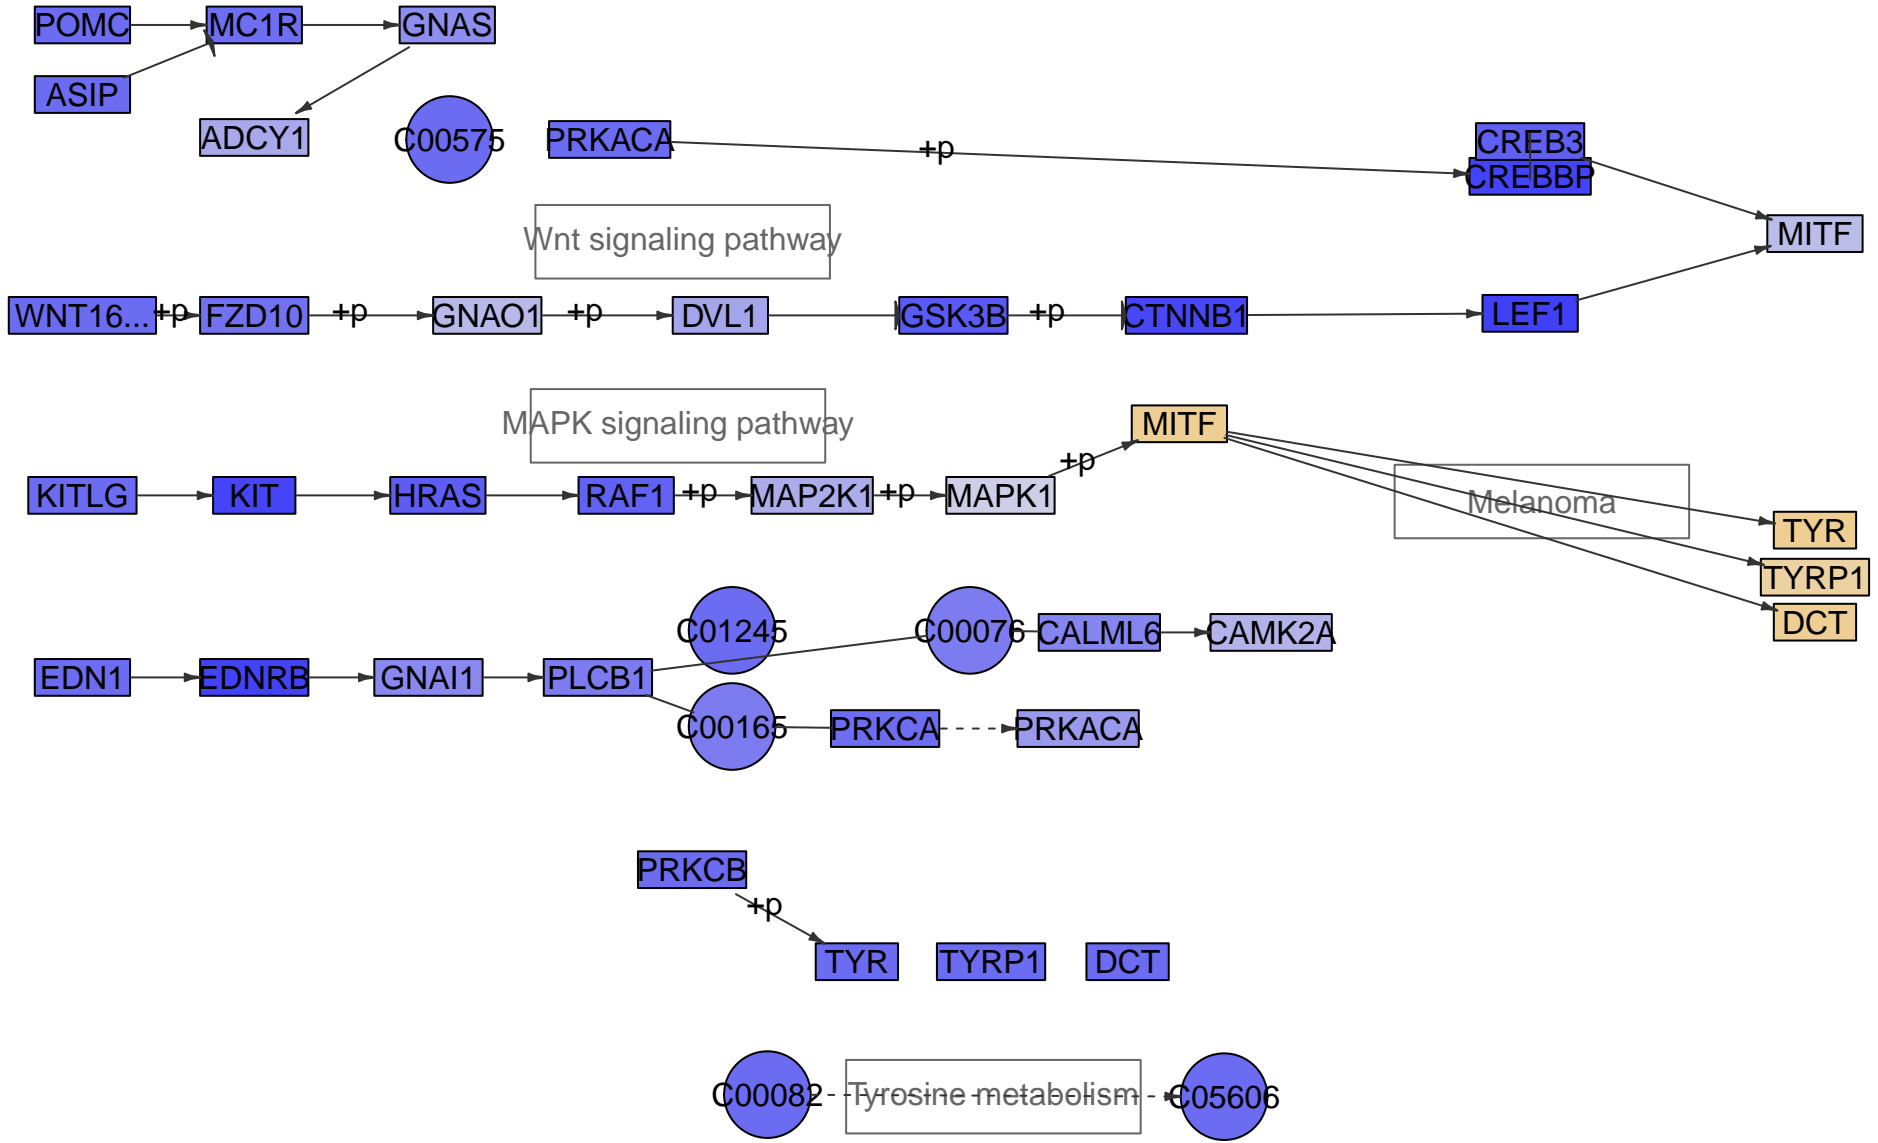 POMC
MC1R
GNAS
ASIP
ADCY1
C00575
PRKACA
+p
CREB3
CREBBP
MITF
Wnt signaling pathway
WNT16...
+p
FZD10
+p
GNAO1
+p
DVL1
GSK3B
+p
CTNNB1
LEF1
MAPK signaling pathway
MITF
+p
KITLG
KIT
HRAS
RAF1
+p
MAP2K1
+p
MAPK1
Melanoma
TYR
TYRP1
DCT
C01245
C00076
CALML6
CAMK2A
EDN1
EDNRB
GNAI1
PLCB1
C00165
PRKCA
PRKACA
PRKCB
+p
TYR
TYRP1
DCT
C00082
Tyrosine metabolism
C05606